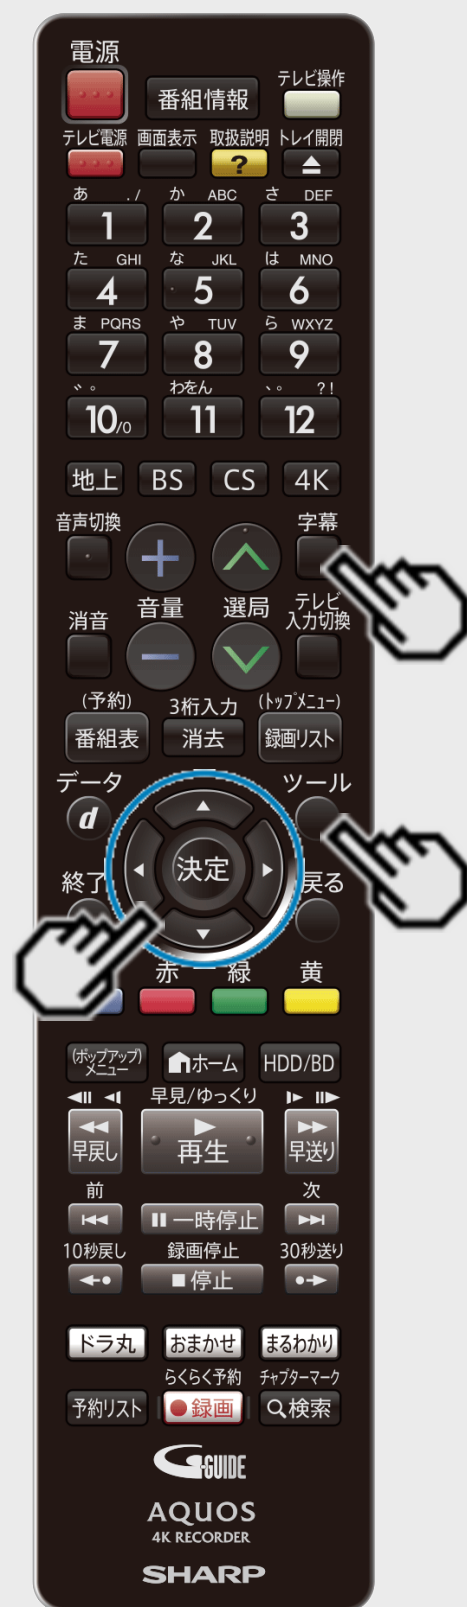 電源
番組情報
テレビ操作
テレビ電源 画面表示 取扱説明 トレイ開閉
?
あ ./ か ABC さ DEF
1 2 3
た GHI な JKL は MNO
4 5 6
ま PQRS や TUV ら WXYZ
7 8 9
゛゜ わをん 、。 ?!
10/0 11 12
地上 BS CS 4K
音声切換 字幕
+
消音 音量 選局 テレビ
入力切換
−
(予約) 3桁入力 (トップメニュー)
番組表 消去 録画リスト
データ ツール
d
決定
終了 戻る
赤 緑 黄
(ポップアップ)
メニュー ホーム HDD/BD
早見/ゆっくり
早戻し 再生 早送り
前 次
一時停止
10秒戻し 録画停止 30秒送り
停止
ドラ丸 おまかせ まるわかり
らくらく予約 チャプターマーク
予約リスト 録画 検索
G-GUIDE
AQUOS
4K RECORDER
SHARP